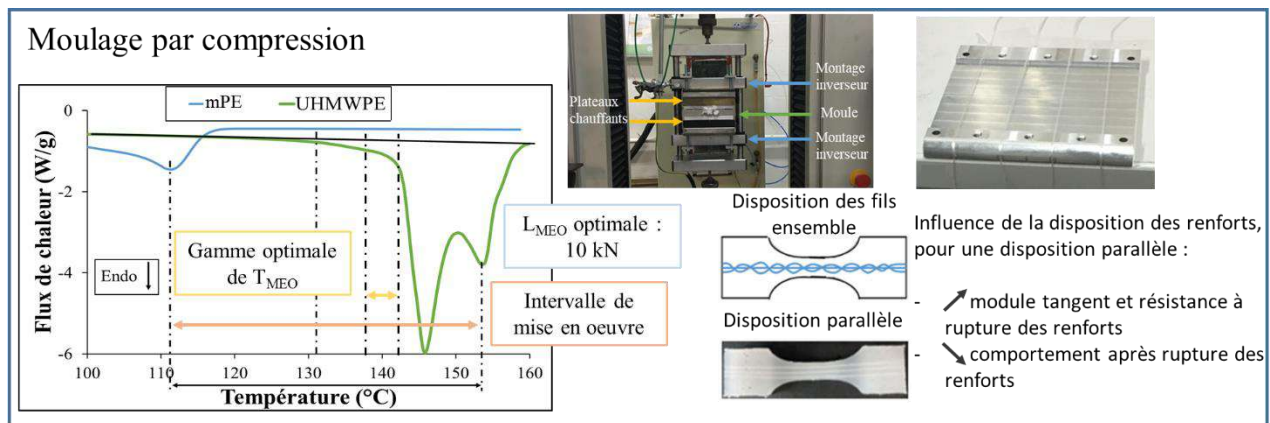 Moulage par compression
mPE
UHMWPE
Flux de chaleur (W/g)
0
-2
-4
-6
Endo
Gamme optimale
de TMEO
LMEO optimale :
10 kN
Intervalle de
mise en oeuvre
100
110
120
130
140
150
160
Température (°C)
Plateaux
chauffants
Montage
inverseur
Moule
Montage
inverseur
Disposition des fils
ensemble
Disposition parallèle
Influence de la disposition des renforts,
pour une disposition parallèle :
- ↗ module tangent et résistance à
rupture des renforts
- ↘ comportement après rupture des
renforts